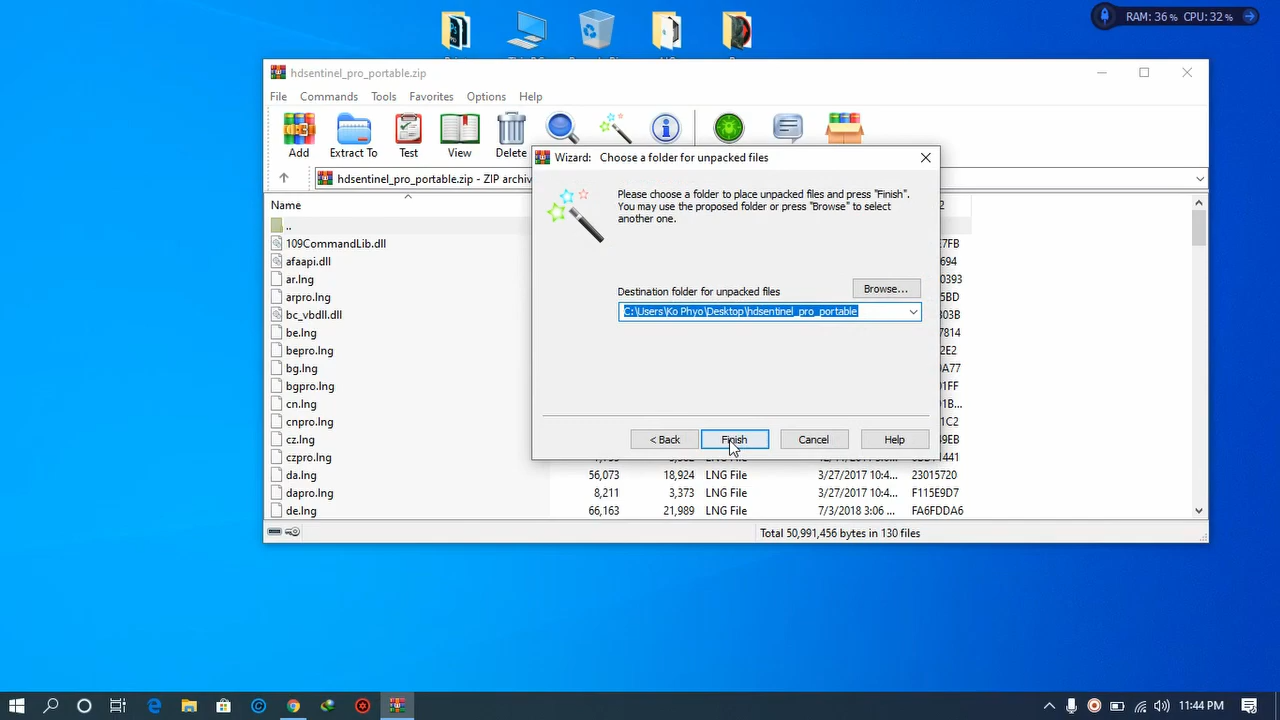 RAM: 36 % CPU: 32 %
hdsentinel_pro_portable.zip
File Commands Tools Favorites Options Help
Add Extract To Test View Delete
hdsentinel_pro_portable.zip - ZIP archiv
Wizard: Choose a folder for unpacked files
Please choose a folder to place unpacked files and press "Finish".
You may use the proposed folder or press "Browse" to select
another one.
Destination folder for unpacked files
Browse...
C:\Users\Ko Phyo\Desktop\hdsentinel_pro_portable
< Back Finish Cancel Help
Name
..
109CommandLib.dll
afaapi.dll
ar.lng
arpro.lng
bc_vbdll.dll
be.lng
bepro.lng
bg.lng
bgpro.lng
cn.lng
cnpro.lng
cz.lng
czpro.lng
da.lng 56,073 18,924 LNG File 3/27/2017 10:4... 23015720
dapro.lng 8,211 3,373 LNG File 3/27/2017 10:4... F115E9D7
de.lng 66,163 21,989 LNG File 7/3/2018 3:06 ... FA6FDDA6
Total 50,991,456 bytes in 130 files
11:44 PM